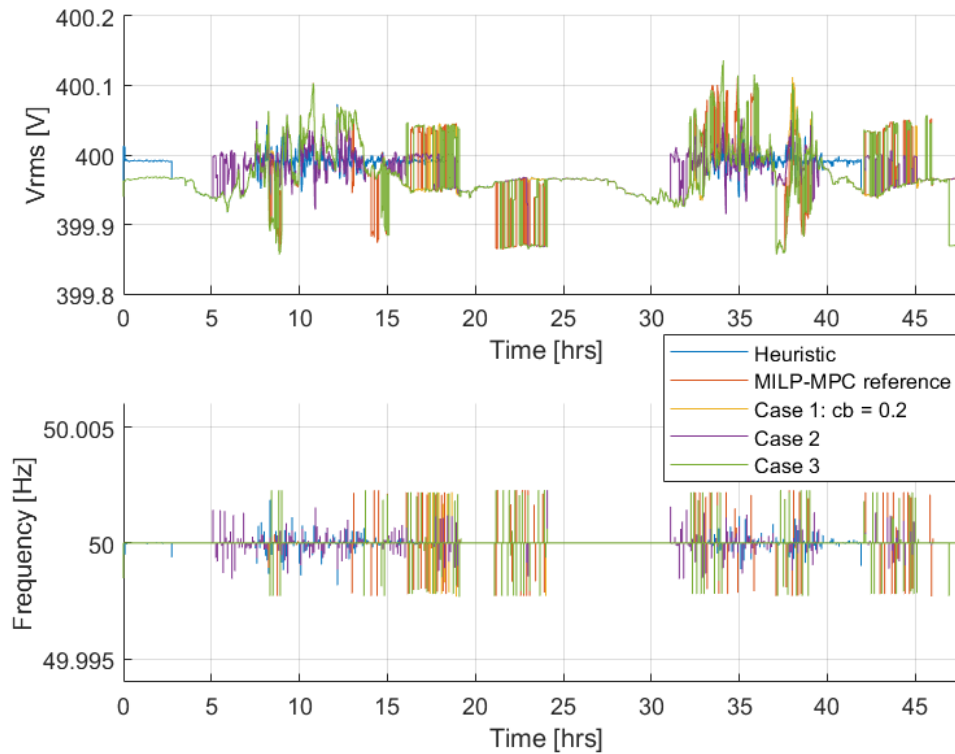 400.2
400.1
400
399.9
399.8
Vrms [V]
0 5 10 15 20 25 30 35 40 45
Time [hrs]
Heuristic
MILP-MPC reference
Case 1: cb = 0.2
Case 2
Case 3
50.005
50
49.995
Frequency [Hz]
0 5 10 15 20 25 30 35 40 45
Time [hrs]